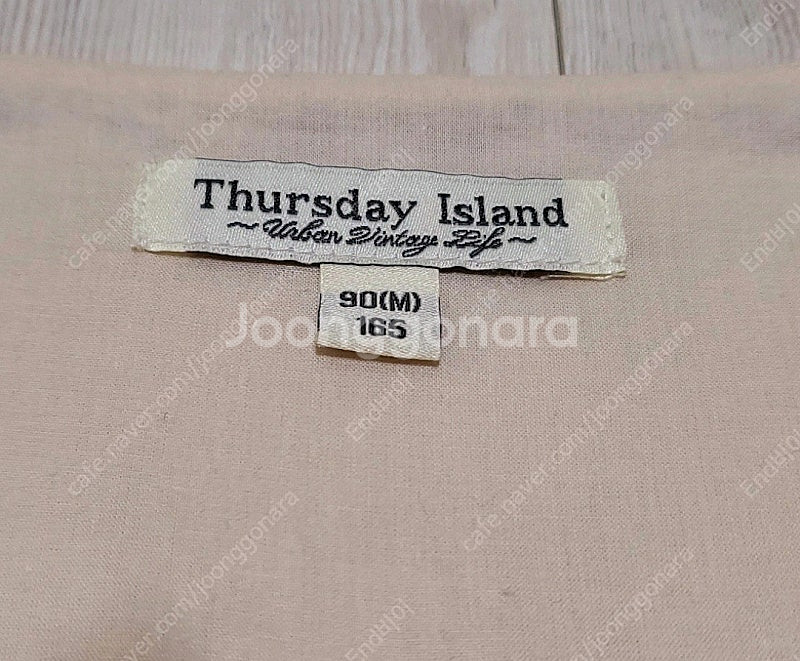 Thursday Island
~Urban Vintage Life~
90(M)
165
Joonggonara
cafe.naver.com/joonggonara